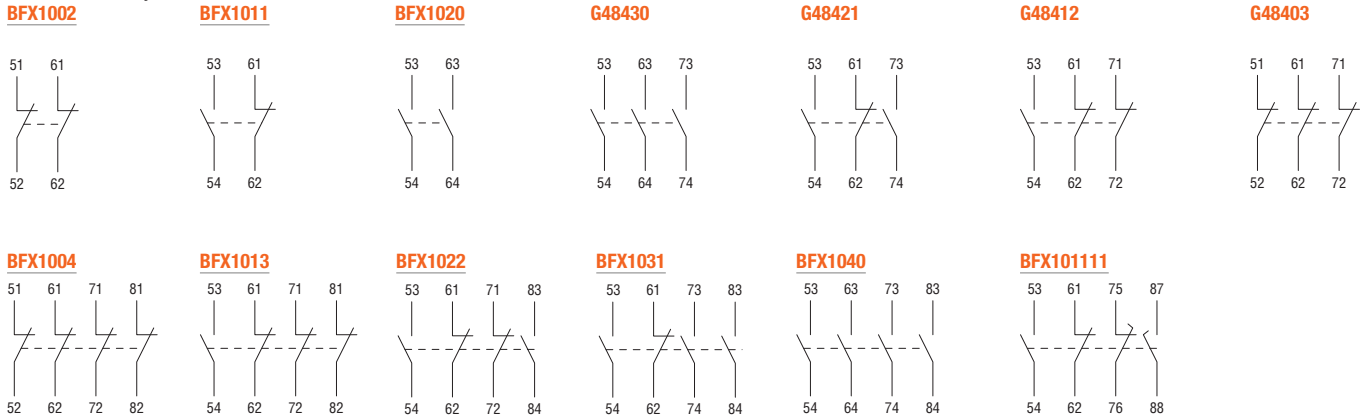 BFX1002 BFX1011 BFX1020 G48430 G48421 G48412 G48403
51 61 53 61 53 63 53 63 73 53 61 73 53 61 71 51 61 71
52 62 54 62 54 64 54 64 74 54 62 74 54 62 72 52 62 72
BFX1004 BFX1013 BFX1022 BFX1031 BFX1040 BFX101111
51 61 71 81 53 61 71 81 53 61 71 83 53 61 73 83 53 63 73 83 53 61 75 87
52 62 72 82 54 62 72 82 54 62 72 84 54 62 74 84 54 64 74 84 54 62 76 88